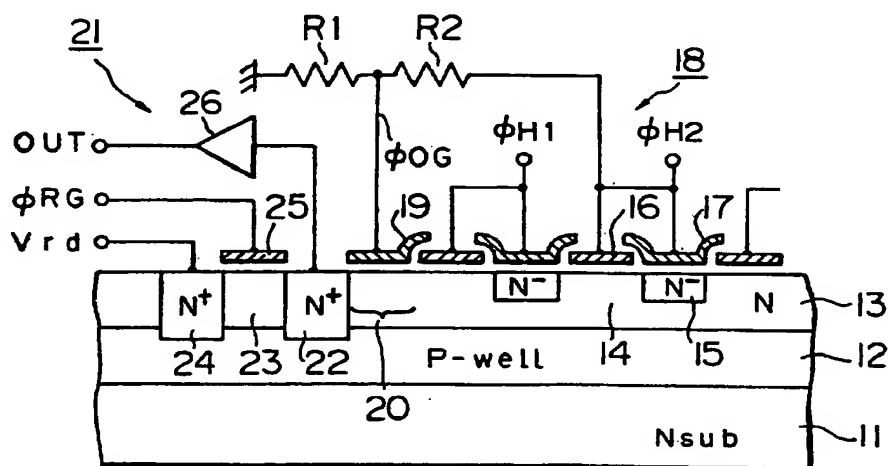 21
R1
R2
18
26
φH1
φH2
OUT
φOG
φRG
25
19
16
17
Vrd
N+
N+
N-
N-
N
13
24
23
22
20
P-well
14
15
12
Nsub
11